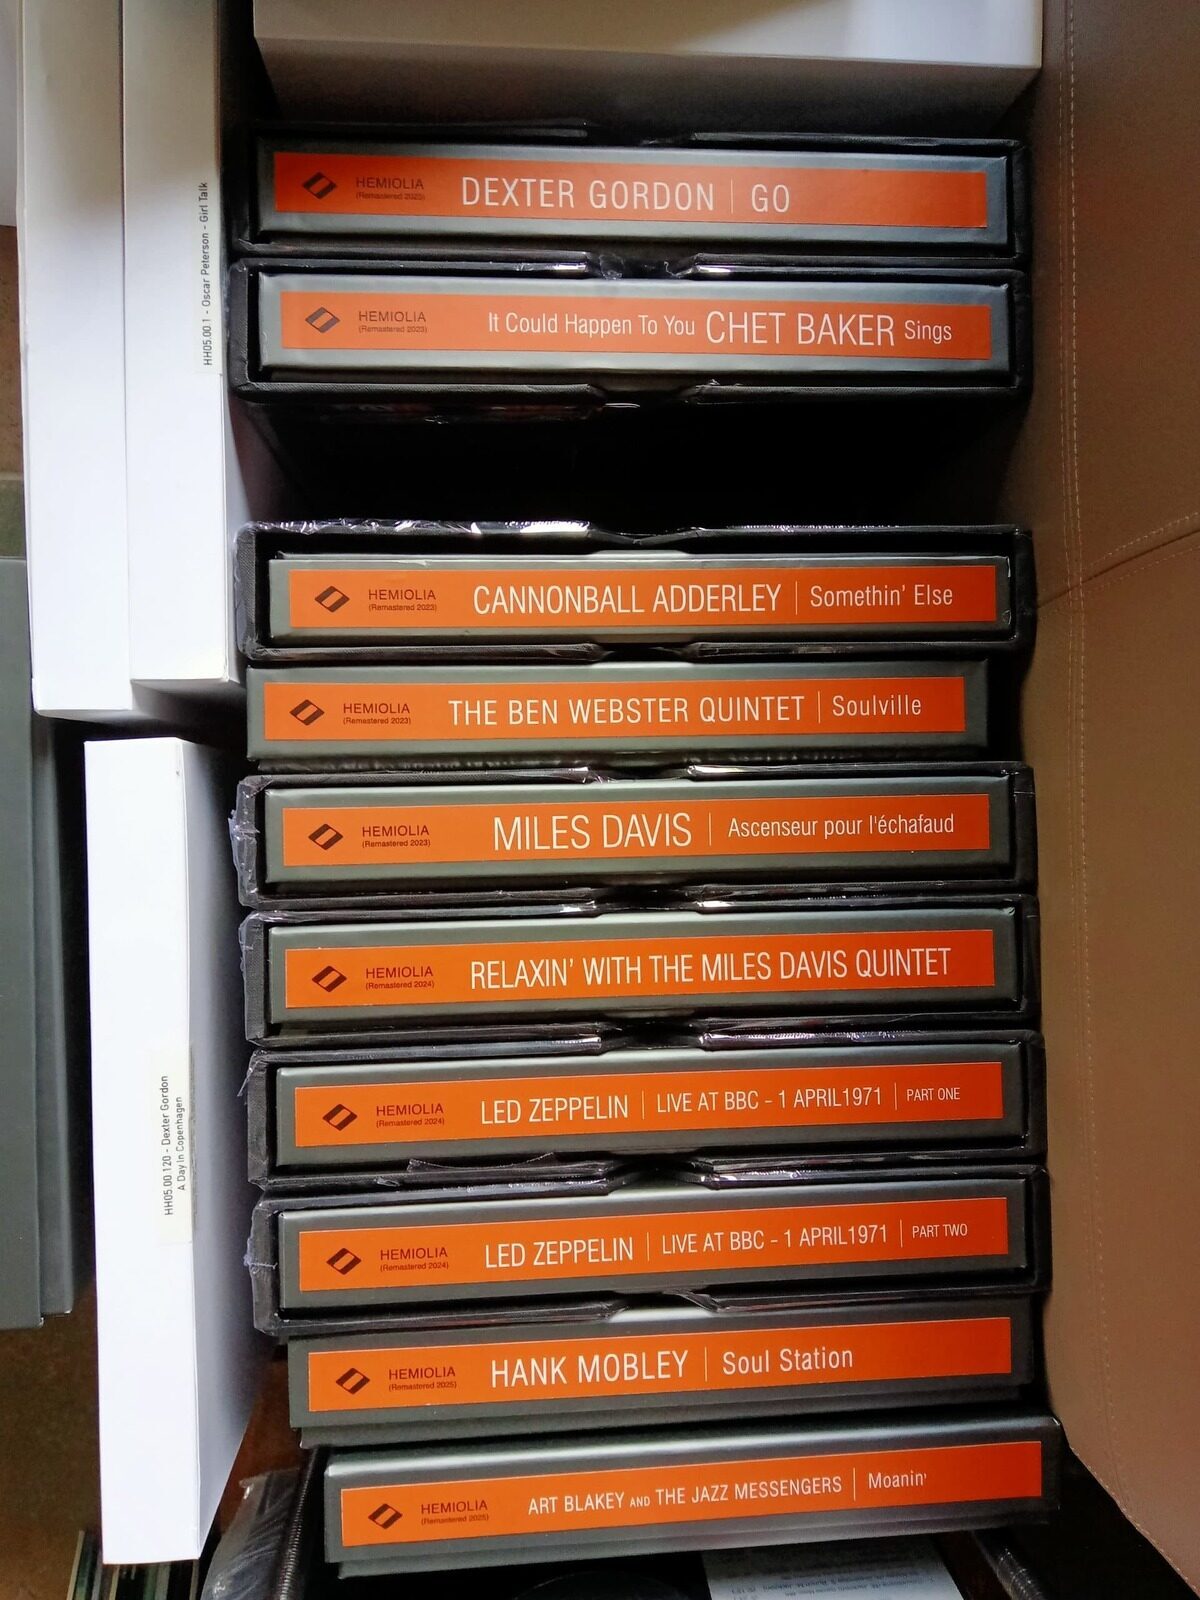 HH05.00.1 - Oscar Peterson - Girl Talk
HEMIOLIA
(Remastered 2025)
DEXTER GORDON | GO
HEMIOLIA
(Remastered 2023)
It Could Happen To You CHET BAKER Sings
HEMIOLIA
(Remastered 2023)
CANNONBALL ADDERLEY | Somethin' Else
HEMIOLIA
(Remastered 2023)
THE BEN WEBSTER QUINTET | Soulville
HEMIOLIA
(Remastered 2023)
MILES DAVIS | Ascenseur pour l'échafaud
HEMIOLIA
(Remastered 2024)
RELAXIN' WITH THE MILES DAVIS QUINTET
HEMIOLIA
(Remastered 2024)
LED ZEPPELIN | LIVE AT BBC - 1 APRIL1971 | PART ONE
HH05.00.120 - Dexter Gordon
A Day In Copenhagen
HEMIOLIA
(Remastered 2024)
LED ZEPPELIN | LIVE AT BBC - 1 APRIL1971 | PART TWO
HEMIOLIA
(Remastered 2025)
HANK MOBLEY | Soul Station
HEMIOLIA
(Remastered 2025)
ART BLAKEY AND THE JAZZ MESSENGERS | Moanin'